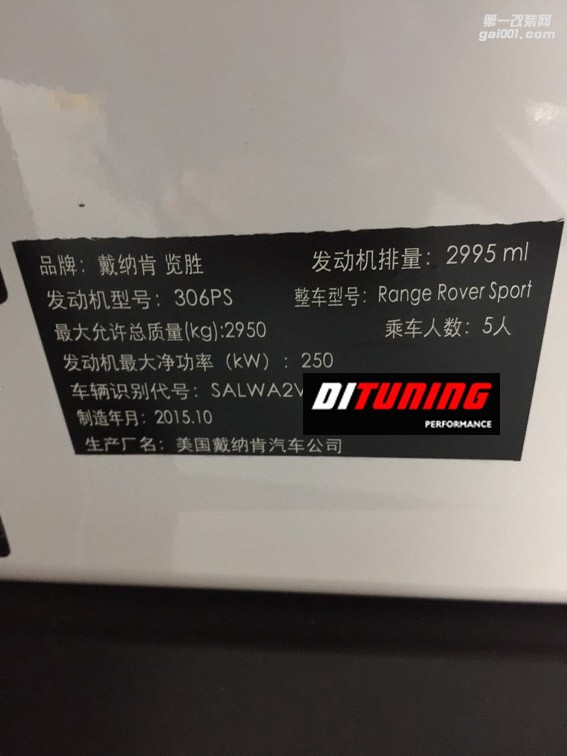 第一改装网
gai001.com
品牌：戴纳肯 览胜 发动机排量：2995 ml
发动机型号：306PS 整车型号：Range Rover Sport
最大允许总质量(kg):2950 乘车人数：5人
发动机最大净功率（kW）：250
车辆识别代号：SALWA2V
制造年月：2015.10
生产厂名：美国戴纳肯汽车公司
DITUNING
PERFORMANCE